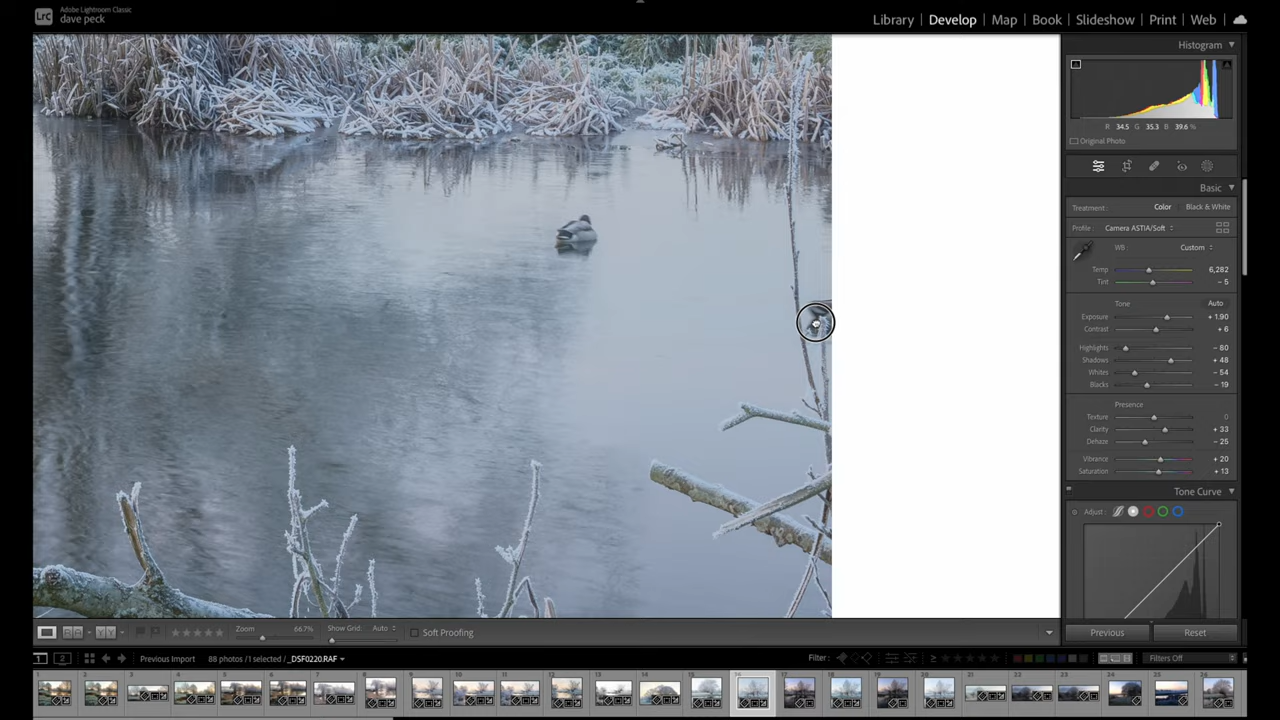 Lrc
Adobe Lightroom Classic
dave peck
Library | Develop | Map | Book | Slideshow | Print | Web
Histogram
R 34.5 G 35.3 B 39.6 %
Original Photo
Basic
Treatment: Color Black & White
Profile: Camera ASTIA/Soft
WB: Custom
Temp 6,282
Tint - 5
Tone Auto
Exposure + 1.90
Contrast + 6
Highlights - 80
Shadows + 48
Whites - 54
Blacks - 19
Presence
Texture 0
Clarity + 33
Dehaze - 25
Vibrance + 20
Saturation + 13
Tone Curve
Adjust:
Zoom 66.7% Show Grid: Auto Soft Proofing
Previous Reset
1 2 Previous Import 88 photos / 1 selected / _DSF0220.RAF Filter: Filters Off